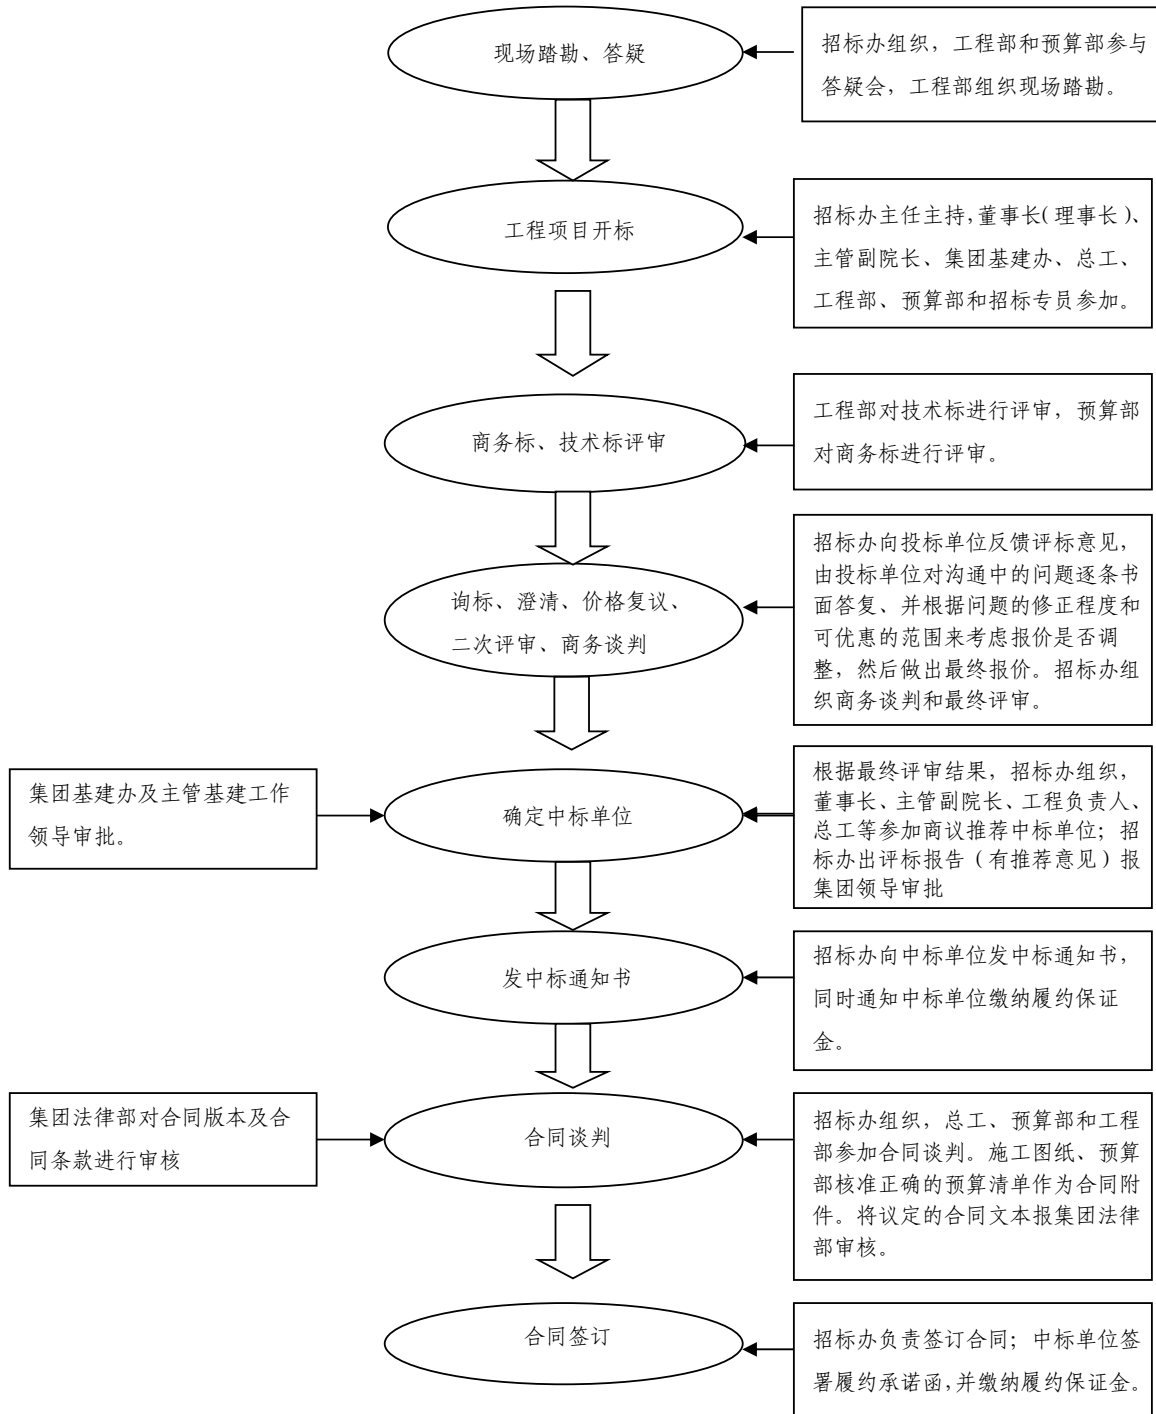 现场踏勘、答疑
招标办组织，工程部和预算部参与
答疑会，工程部组织现场踏勘。
工程项目开标
招标办主任主持,董事长(理事长)、
主管副院长、集团基建办、总工、
工程部、预算部和招标专员参加。
商务标、技术标评审
工程部对技术标进行评审，预算部
对商务标进行评审。
询标、澄清、价格复议、
二次评审、商务谈判
招标办向投标单位反馈评标意见，
由投标单位对沟通中的问题逐条书
面答复、并根据问题的修正程度和
可优惠的范围来考虑报价是否调
整，然后做出最终报价。招标办组
织商务谈判和最终评审。
集团基建办及主管基建工作
领导审批。
确定中标单位
根据最终评审结果，招标办组织，
董事长、主管副院长、工程负责人、
总工等参加商议推荐中标单位；招
标办出评标报告（有推荐意见）报
集团领导审批
发中标通知书
招标办向中标单位发中标通知书，
同时通知中标单位缴纳履约保证
金。
集团法律部对合同版本及合
同条款进行审核
合同谈判
招标办组织，总工、预算部和工程
部参加合同谈判。施工图纸、预算
部核准正确的预算清单作为合同附
件。将议定的合同文本报集团法律
部审核。
合同签订
招标办负责签订合同；中标单位签
署履约承诺函,并缴纳履约保证金。